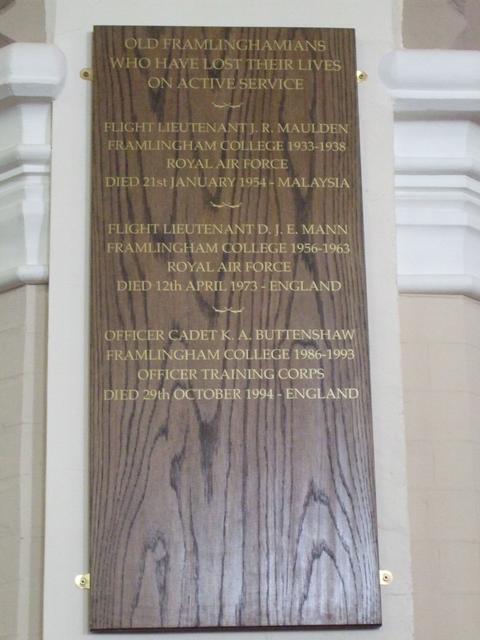 OLD FRAMLINGHAMIANS
WHO HAVE LOST THEIR LIVES
ON ACTIVE SERVICE
FLIGHT LIEUTENANT J. R. MAULDEN
FRAMLINGHAM COLLEGE 1933-1938
ROYAL AIR FORCE
DIED 21st JANUARY 1954 - MALAYSIA
FLIGHT LIEUTENANT D. J. E. MANN
FRAMLINGHAM COLLEGE 1956-1963
ROYAL AIR FORCE
DIED 12th APRIL 1973 - ENGLAND
OFFICER CADET K. A. BUTTENSHAW
FRAMLINGHAM COLLEGE 1986-1993
OFFICER TRAINING CORPS
DIED 29th OCTOBER 1994 - ENGLAND